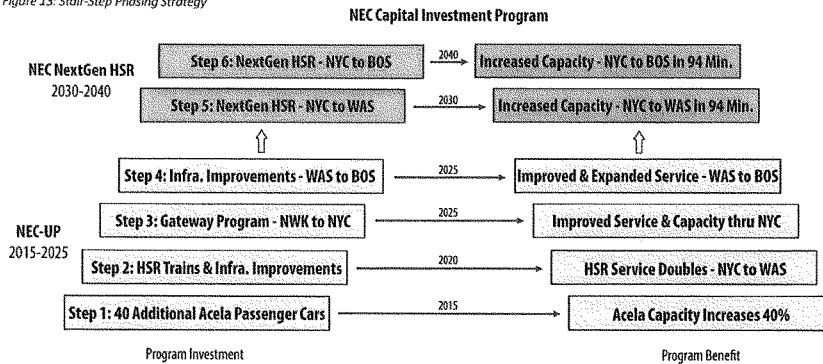 Figure 13: Stair-Step Phasing Strategy
NEC Capital Investment Program
NEC NextGen HSR
2030-2040
Step 6: NextGen HSR - NYC to BOS
2040
Increased Capacity - NYC to BOS in 94 Min.
Step 5: NextGen HSR - NYC to WAS
2030
Increased Capacity - NYC to WAS in 94 Min.
Step 4: Infra. Improvements - WAS to BOS
2025
Improved & Expanded Service - WAS to BOS
NEC-UP
2015-2025
Step 3: Gateway Program - NWK to NYC
2025
Improved Service & Capacity thru NYC
Step 2: HSR Trains & Infra. Improvements
2020
HSR Service Doubles - NYC to WAS
Step 1: 40 Additional Acela Passenger Cars
2015
Acela Capacity Increases 40%
Program Investment
Program Benefit